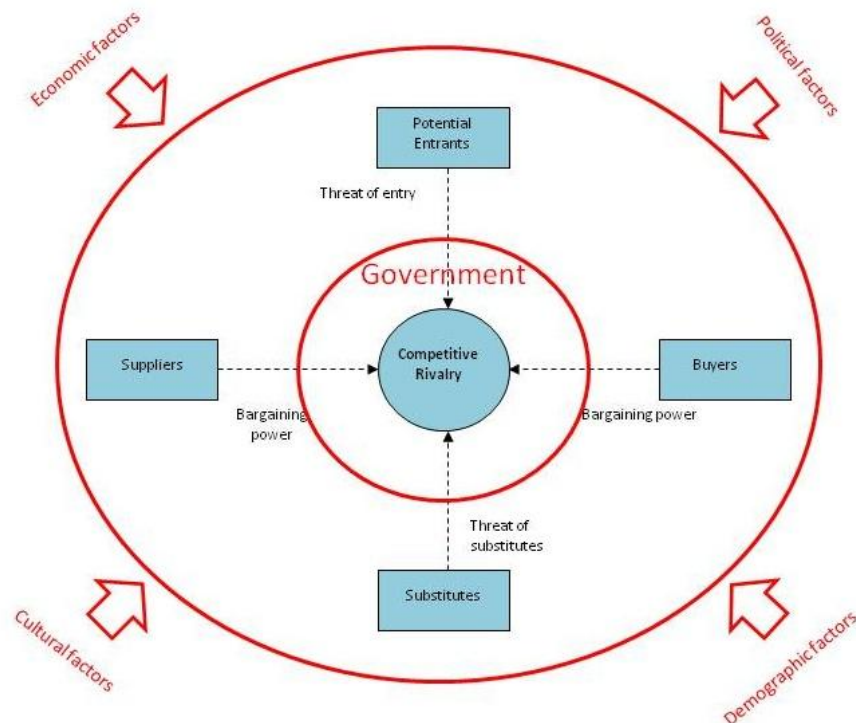 Economic factors
Political factors
Potential
Entrants
Threat of entry
Government
Suppliers
Competitive
Rivalry
Buyers
Bargaining
power
Bargaining power
Threat of
substitutes
Substitutes
Cultural factors
Demographic factors